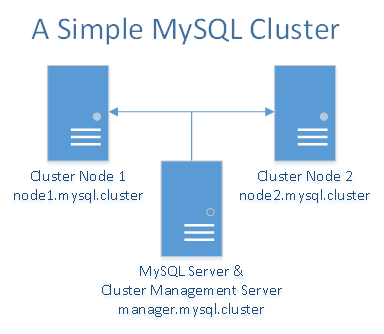 A Simple MySQL Cluster
Cluster Node 1
node1.mysql.cluster
Cluster Node 2
node2.mysql.cluster
MySQL Server &
Cluster Management Server
manager.mysql.cluster